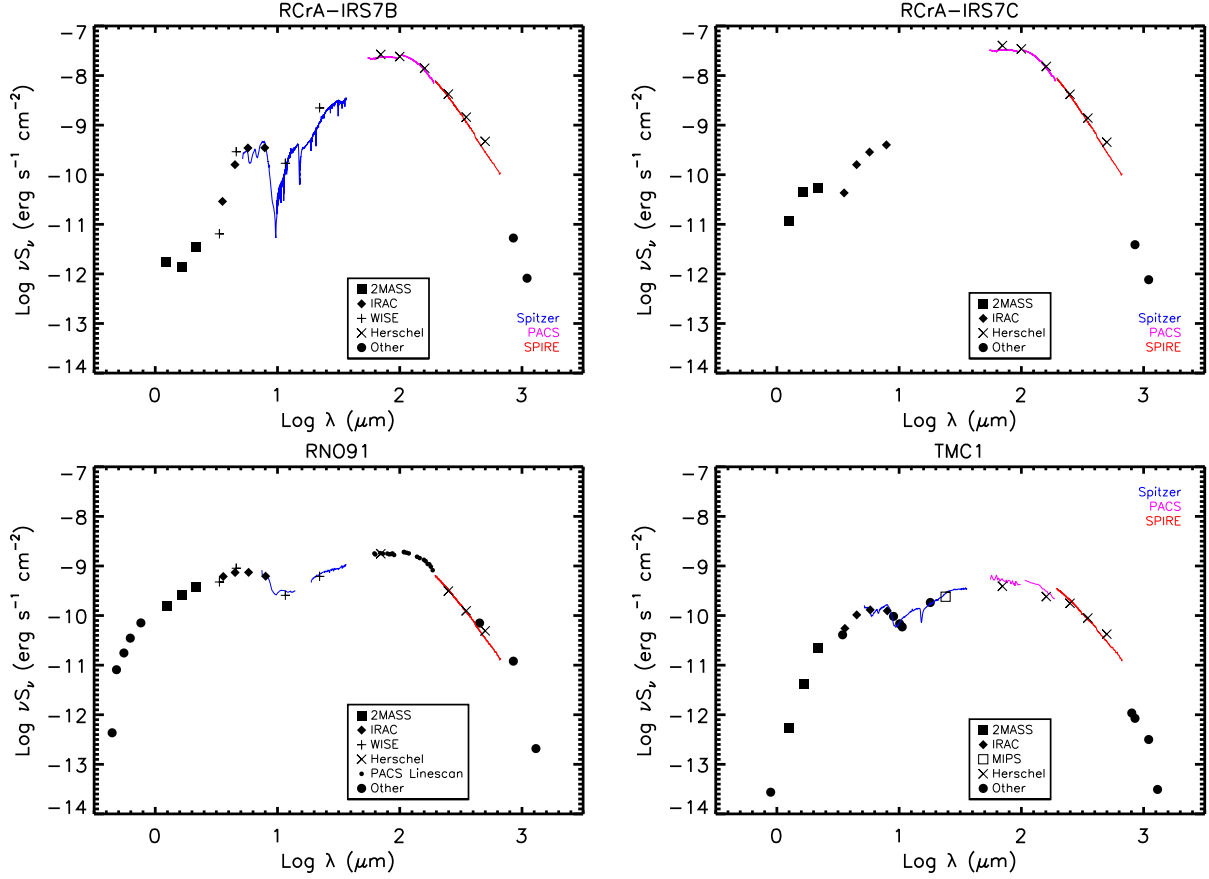 RCrA-IRS7B
Log νSν (erg s⁻¹ cm⁻²)
-7
-8
-9
-10
-11
-12
-13
-14
2MASS
IRAC
WISE
Herschel
Other
Spitzer
PACS
SPIRE
0 1 2 3
Log λ (μm)
RCrA-IRS7C
Log νSν (erg s⁻¹ cm⁻²)
-7
-8
-9
-10
-11
-12
-13
-14
2MASS
IRAC
Herschel
Other
Spitzer
PACS
SPIRE
0 1 2 3
Log λ (μm)
RNO91
Log νSν (erg s⁻¹ cm⁻²)
-7
-8
-9
-10
-11
-12
-13
-14
2MASS
IRAC
WISE
Herschel
PACS Linescan
Other
0 1 2 3
Log λ (μm)
TMC1
Log νSν (erg s⁻¹ cm⁻²)
-7
-8
-9
-10
-11
-12
-13
-14
Spitzer
PACS
SPIRE
2MASS
IRAC
MIPS
Herschel
Other
0 1 2 3
Log λ (μm)